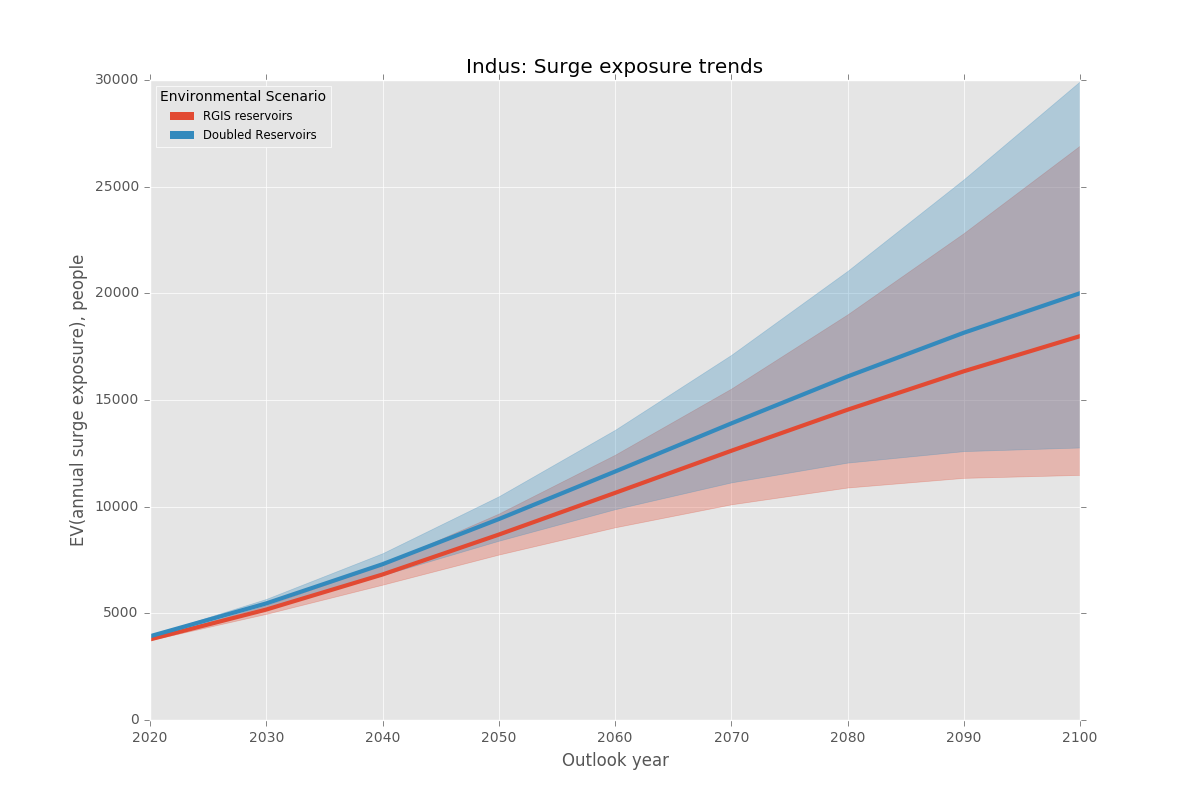 Indus: Surge exposure trends
30000
Environmental Scenario
RGIS reservoirs
Doubled Reservoirs
25000
20000
15000
10000
5000
0
EV(annual surge exposure), people
2020 2030 2040 2050 2060 2070 2080 2090 2100
Outlook year